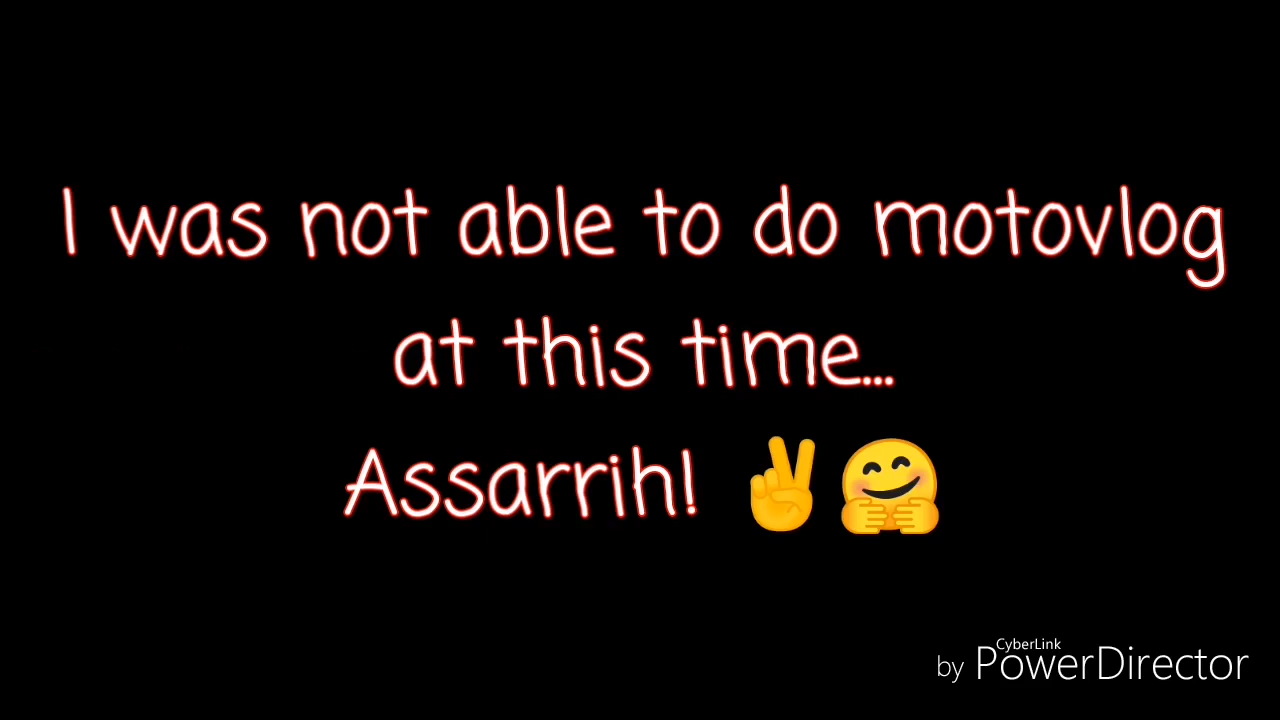 I was not able to do motovlog
at this time...
Assarrih! ✌🤗
CyberLink
by PowerDirector